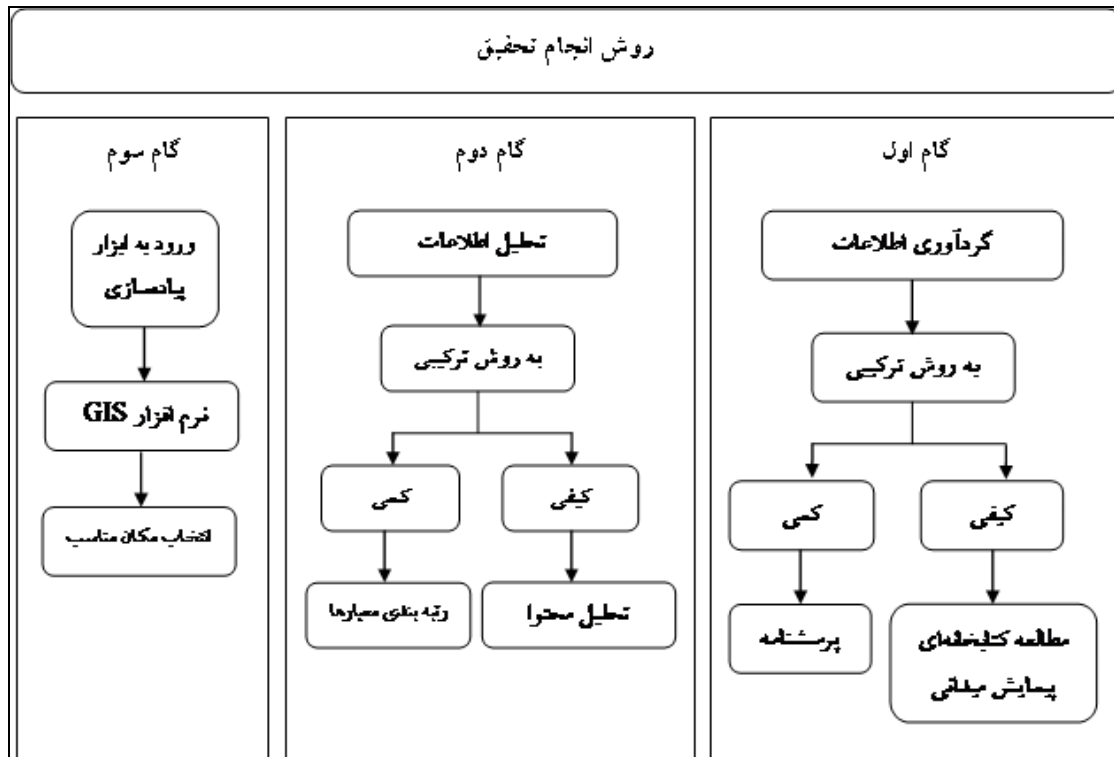 روش انجام تحقیق
گام اول
گردآوری اطلاعات
به روش ترکیبی
کیفی
کمی
مطالعه کتابخانه‌ای
پیمایش میدانی
پرسشنامه
گام دوم
تحلیل اطلاعات
به روش ترکیبی
کیفی
کمی
تحلیل محتوا
رتبه بندی معیارها
گام سوم
ورود به ابزار
پیاده‌سازی
نرم افزار GIS
انتخاب مکان مناسب